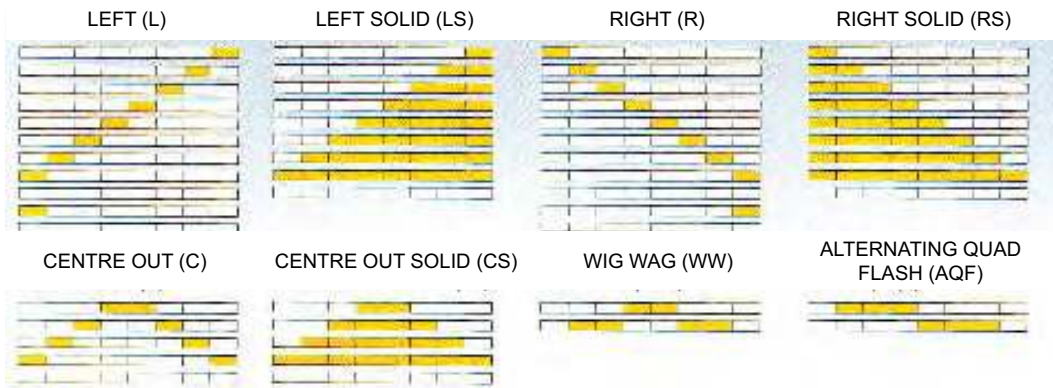 LEFT (L)
LEFT SOLID (LS)
RIGHT (R)
RIGHT SOLID (RS)
CENTRE OUT (C)
CENTRE OUT SOLID (CS)
WIG WAG (WW)
ALTERNATING QUAD
FLASH (AQF)